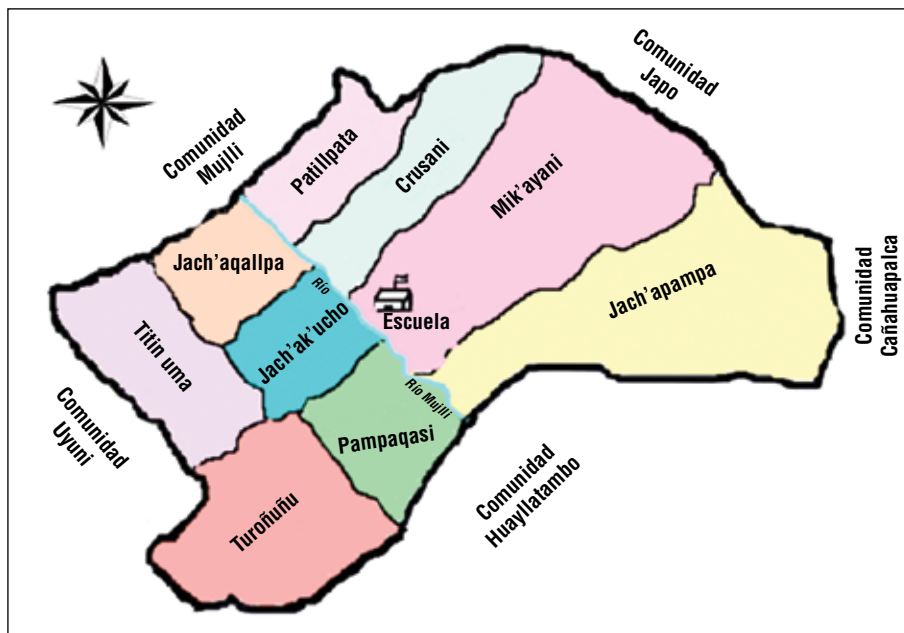 Comunidad
Japo
Comunidad
Mujlli
Patillpata
Crusani
Mik’ayani
Jach’aqallpa
Río
Jach’apampa
Comunidad
Cañahuapalca
Escuela
Titin uma
Jach’ak’ucho
Río Mujlli
Comunidad
Uyuni
Pampaqasi
Comunidad
Huayllatambo
Turoñuñu